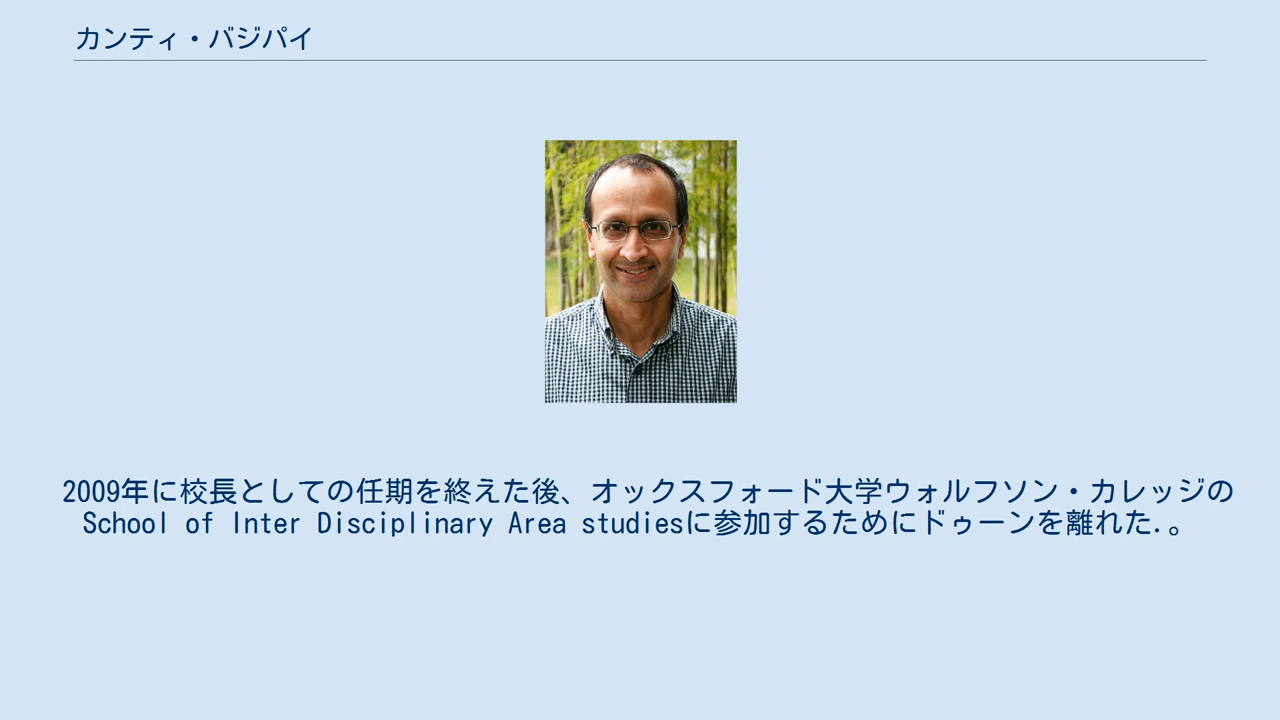 カンティ・バジパイ
2009年に校長としての任期を終えた後、オックスフォード大学ウォルフソン・カレッジの
School of Inter Disciplinary Area studiesに参加するためにドゥーンを離れた.。